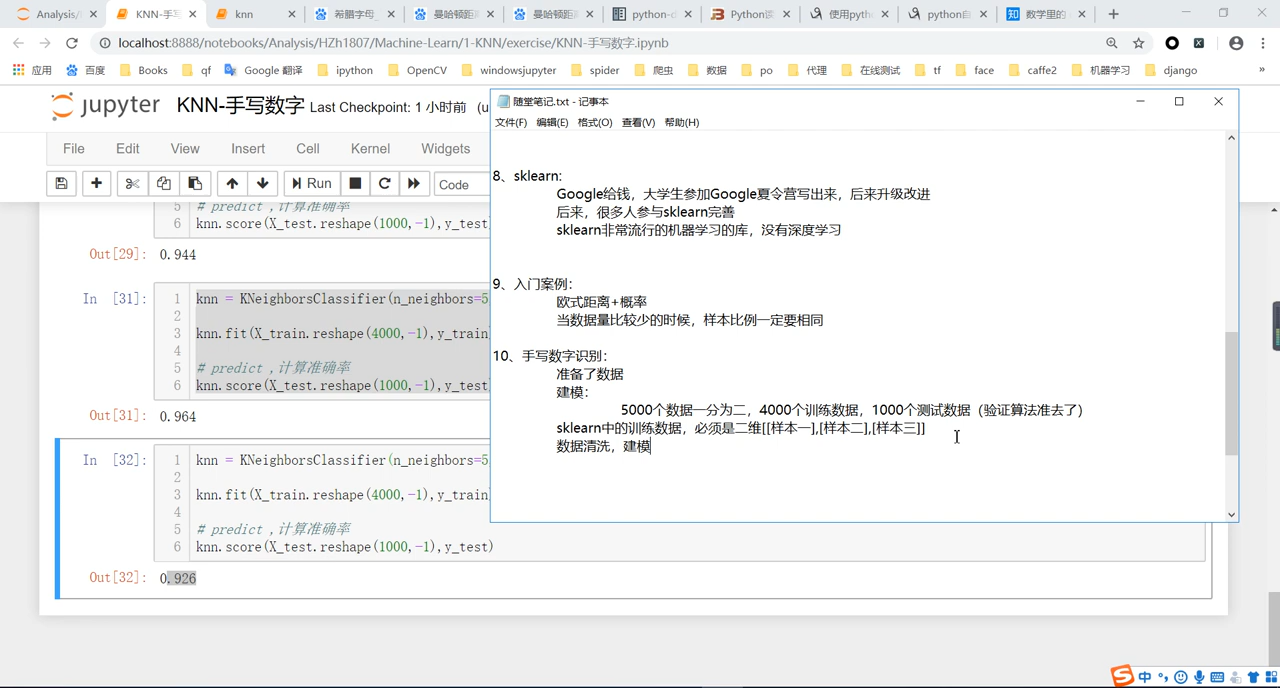 Analysis/
KNN-手写
knn
希腊字母_
曼哈顿距
曼哈顿距
python-d
Python读
使用pytho
python自
数学里的
localhost:8888/notebooks/Analysis/HZh1807/Machine-Learn/1-KNN/exercise/KNN-手写数字.ipynb
应用 百度 Books qf Google 翻译 ipython OpenCV windowsjupyter spider 爬虫 数据 po 代理 在线测试 tf face caffe2 机器学习 django »
jupyter KNN-手写数字 Last Checkpoint: 1 小时前 (u
File Edit View Insert Cell Kernel Widgets
Run Code
5 # predict ,计算准确率
6 knn.score(X_test.reshape(1000,-1),y_test
Out[29]: 0.944
In [31]:
1 knn = KNeighborsClassifier(n_neighbors=5
2
3 knn.fit(X_train.reshape(4000,-1),y_train
4
5 # predict ,计算准确率
6 knn.score(X_test.reshape(1000,-1),y_test
Out[31]: 0.964
In [32]:
1 knn = KNeighborsClassifier(n_neighbors=5
2
3 knn.fit(X_train.reshape(4000,-1),y_train
4
5 # predict ,计算准确率
6 knn.score(X_test.reshape(1000,-1),y_test)
Out[32]: 0.926
随堂笔记.txt - 记事本
文件(F) 编辑(E) 格式(O) 查看(V) 帮助(H)
8、sklearn:
Google给钱，大学生参加Google夏令营写出来，后来升级改进
后来，很多人参与sklearn完善
sklearn非常流行的机器学习的库，没有深度学习
9、入门案例：
欧式距离+概率
当数据量比较少的时候，样本比例一定要相同
10、手写数字识别：
准备了数据
建模：
5000个数据一分为二，4000个训练数据，1000个测试数据（验证算法准去了）
sklearn中的训练数据，必须是二维[[样本一],[样本二],[样本三]]
数据清洗，建模
中